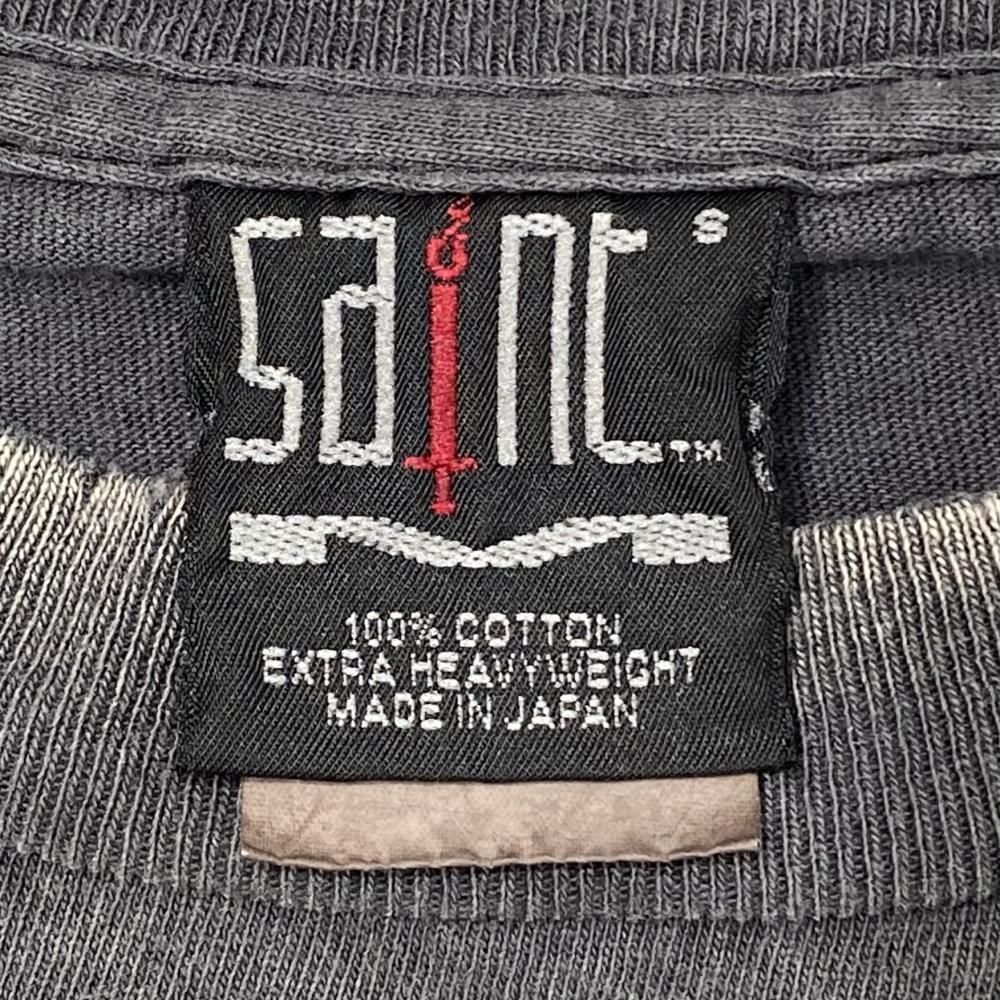 saint S
TM
100% COTTON
EXTRA HEAVYWEIGHT
MADE IN JAPAN